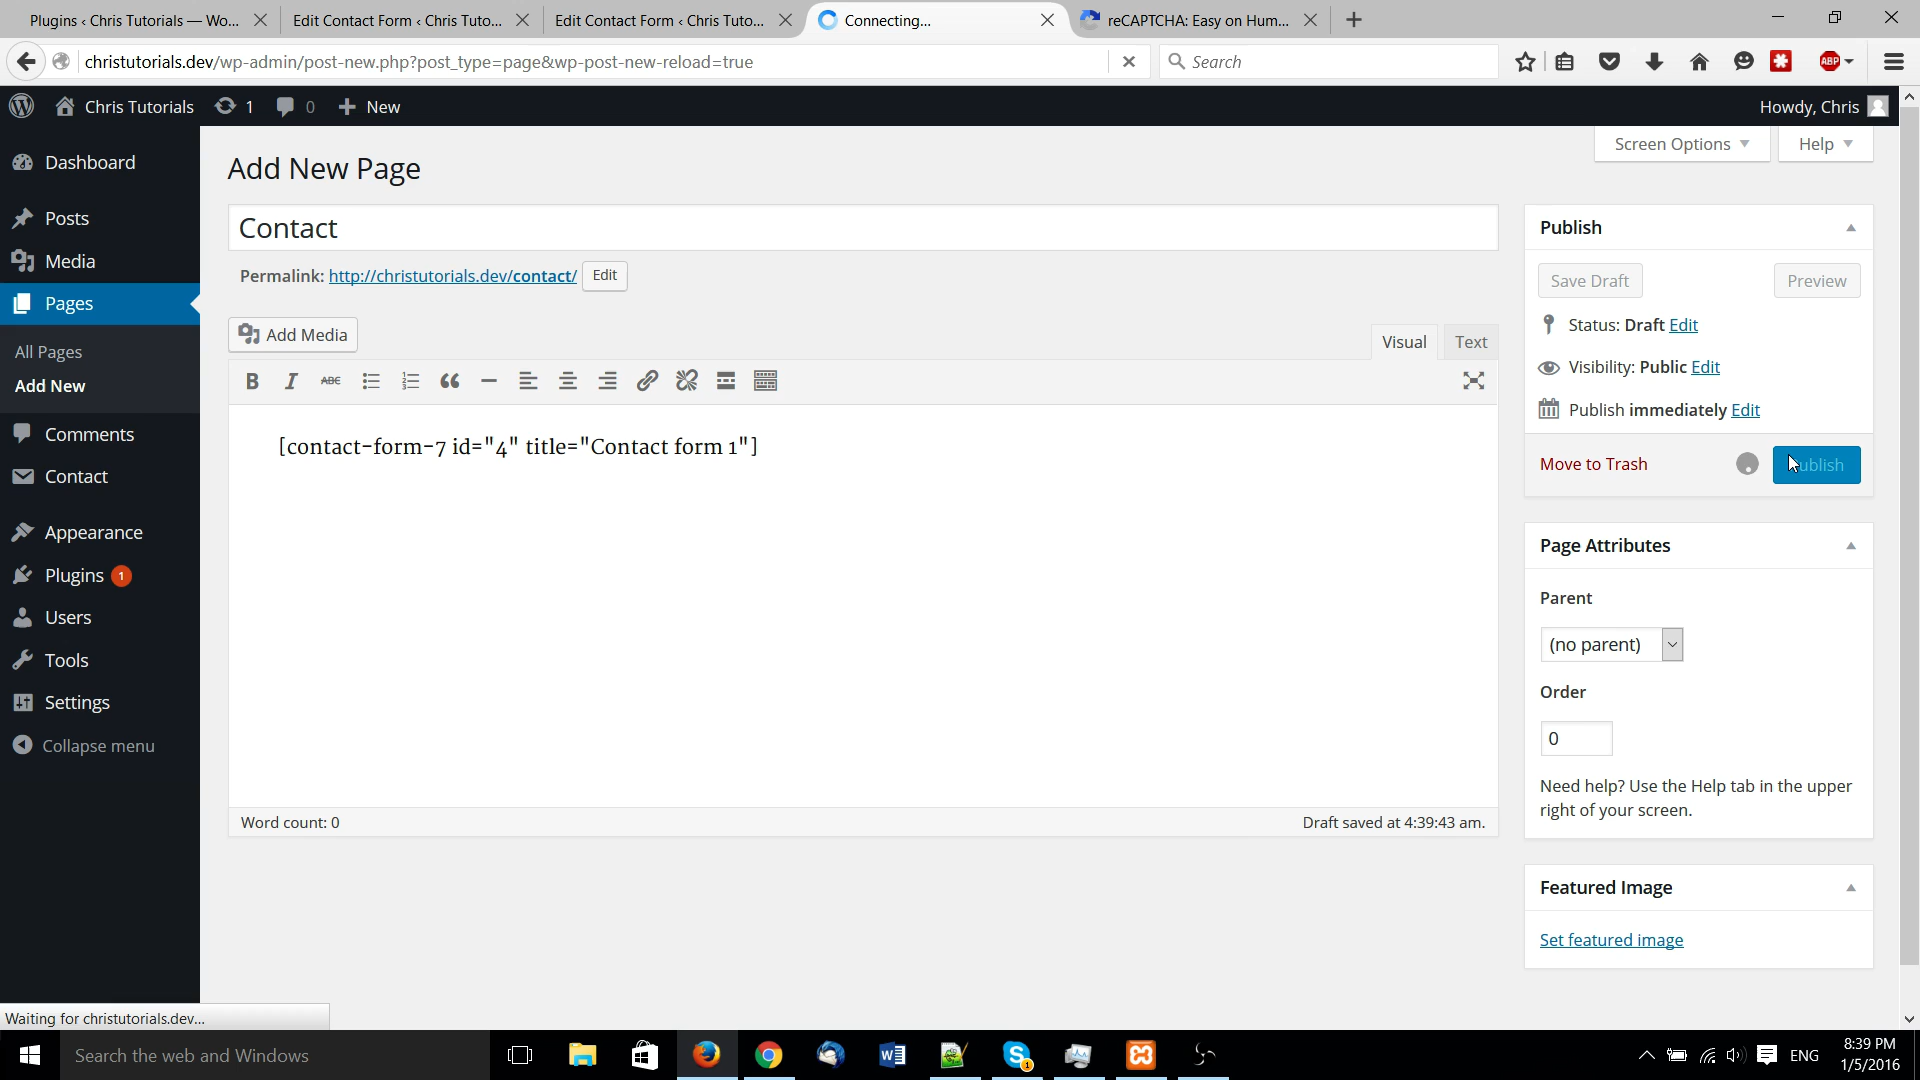 Plugins ‹ Chris Tutorials — Wo...
Edit Contact Form ‹ Chris Tuto...
Edit Contact Form ‹ Chris Tuto...
Connecting...
reCAPTCHA: Easy on Hum...
christutorials.dev/wp-admin/post-new.php?post_type=page&wp-post-new-reload=true
Search
ABP
Chris Tutorials
1
0
New
Howdy, Chris
Dashboard
Posts
Media
Pages
All Pages
Add New
Comments
Contact
Appearance
Plugins 1
Users
Tools
Settings
Collapse menu
Screen Options
Help
Add New Page
Contact
Permalink: http://christutorials.dev/contact/ Edit
Add Media
Visual
Text
B I ABC
[contact-form-7 id="4" title="Contact form 1"]
Word count: 0
Draft saved at 4:39:43 am.
Publish
Save Draft
Preview
Status: Draft Edit
Visibility: Public Edit
Publish immediately Edit
Move to Trash
Publish
Page Attributes
Parent
(no parent)
Order
0
Need help? Use the Help tab in the upper
right of your screen.
Featured Image
Set featured image
Waiting for christutorials.dev...
Search the web and Windows
ENG
8:39 PM
1/5/2016